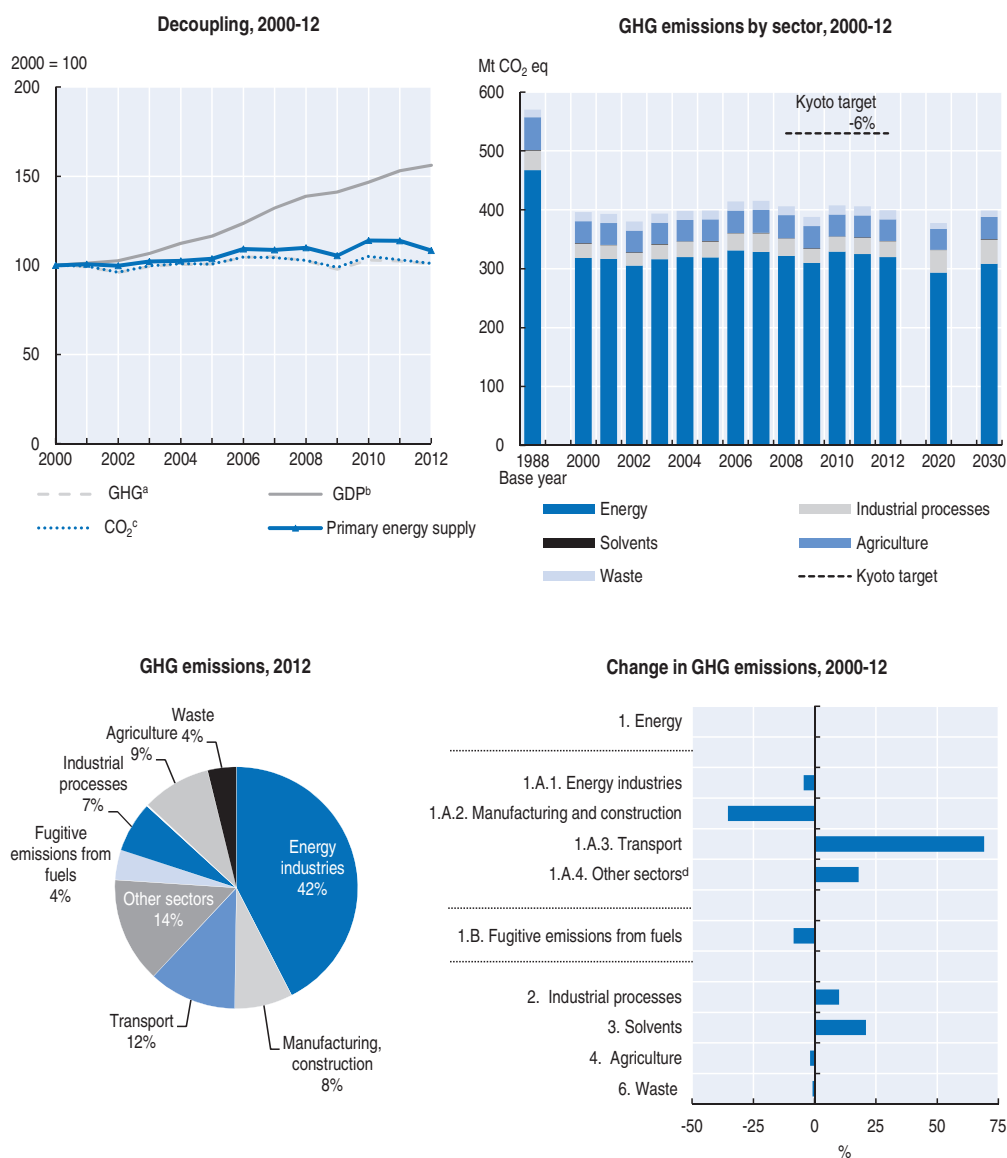 Decoupling, 2000-12
2000 = 100
200
150
100
50
0
2000 2002 2004 2006 2008 2010 2012
GHGᵃ
GDPᵇ
CO₂ᶜ
Primary energy supply
GHG emissions by sector, 2000-12
Mt CO₂ eq
600
500
400
300
200
100
0
Kyoto target
-6%
1988 2000 2002 2004 2006 2008 2010 2012 2020 2030
Base year
Energy
Industrial processes
Solvents
Agriculture
Waste
Kyoto target
GHG emissions, 2012
Waste
4%
Agriculture
9%
Industrial
processes
7%
Fugitive
emissions from
fuels
4%
Other sectors
14%
Transport
12%
Manufacturing,
construction
8%
Energy
industries
42%
Change in GHG emissions, 2000-12
1. Energy
1.A.1. Energy industries
1.A.2. Manufacturing and construction
1.A.3. Transport
1.A.4. Other sectorsᵈ
1.B. Fugitive emissions from fuels
2. Industrial processes
3. Solvents
4. Agriculture
6. Waste
-50 -25 0 25 50 75
%